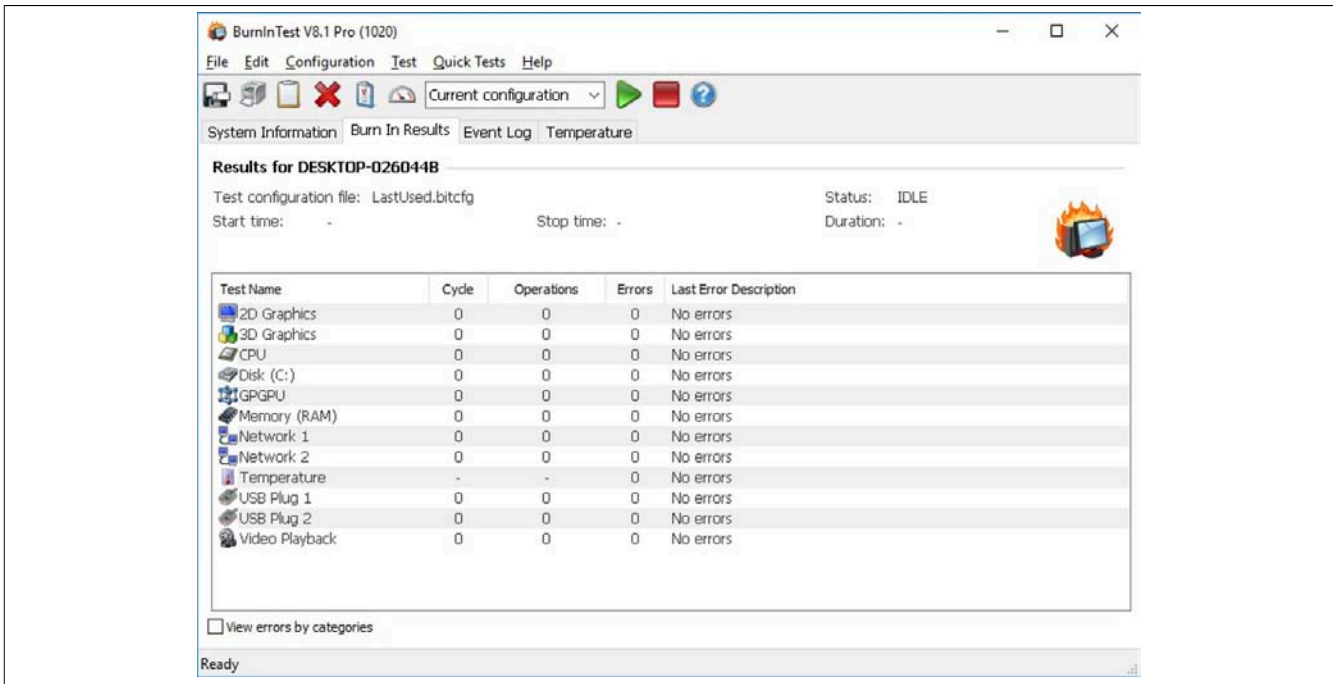 BurnInTest V8.1 Pro (1020)
File Edit Configuration Test Quick Tests Help
Current configuration
System Information Burn In Results Event Log Temperature
Results for DESKTOP-026044B
Test configuration file: LastUsed.bitcfg Status: IDLE
Start time: - Stop time: - Duration: -
Test Name Cycle Operations Errors Last Error Description
2D Graphics 0 0 0 No errors
3D Graphics 0 0 0 No errors
CPU 0 0 0 No errors
Disk (C:) 0 0 0 No errors
GPGPU 0 0 0 No errors
Memory (RAM) 0 0 0 No errors
Network 1 0 0 0 No errors
Network 2 0 0 0 No errors
Temperature - - 0 No errors
USB Plug 1 0 0 0 No errors
USB Plug 2 0 0 0 No errors
Video Playback 0 0 0 No errors
View errors by categories
Ready